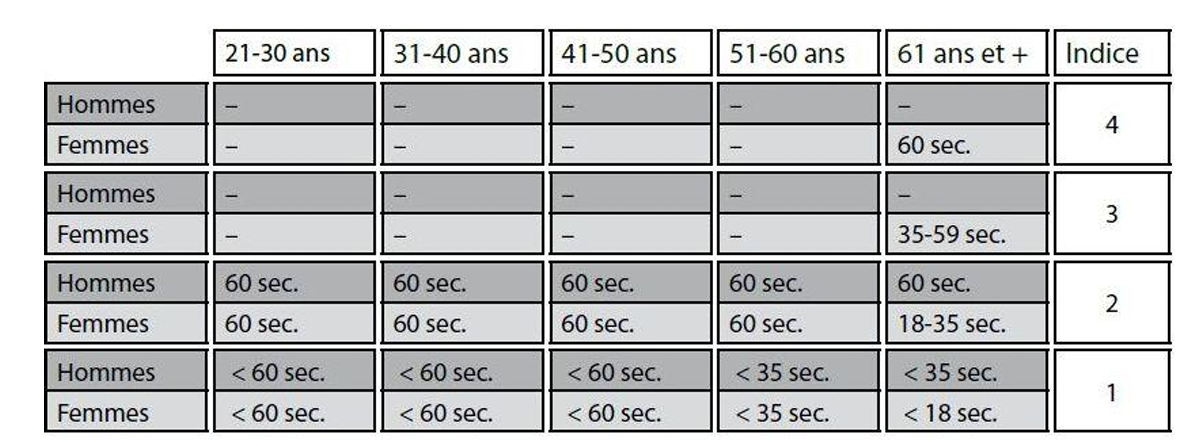 21-30 ans 31-40 ans 41-50 ans 51-60 ans 61 ans et + Indice
Hommes – – – – –
4
Femmes – – – – 60 sec.
Hommes – – – – –
3
Femmes – – – – 35-59 sec.
Hommes 60 sec. 60 sec. 60 sec. 60 sec. 60 sec.
2
Femmes 60 sec. 60 sec. 60 sec. 60 sec. 18-35 sec.
Hommes < 60 sec. < 60 sec. < 60 sec. < 35 sec. < 35 sec.
1
Femmes < 60 sec. < 60 sec. < 60 sec. < 35 sec. < 18 sec.